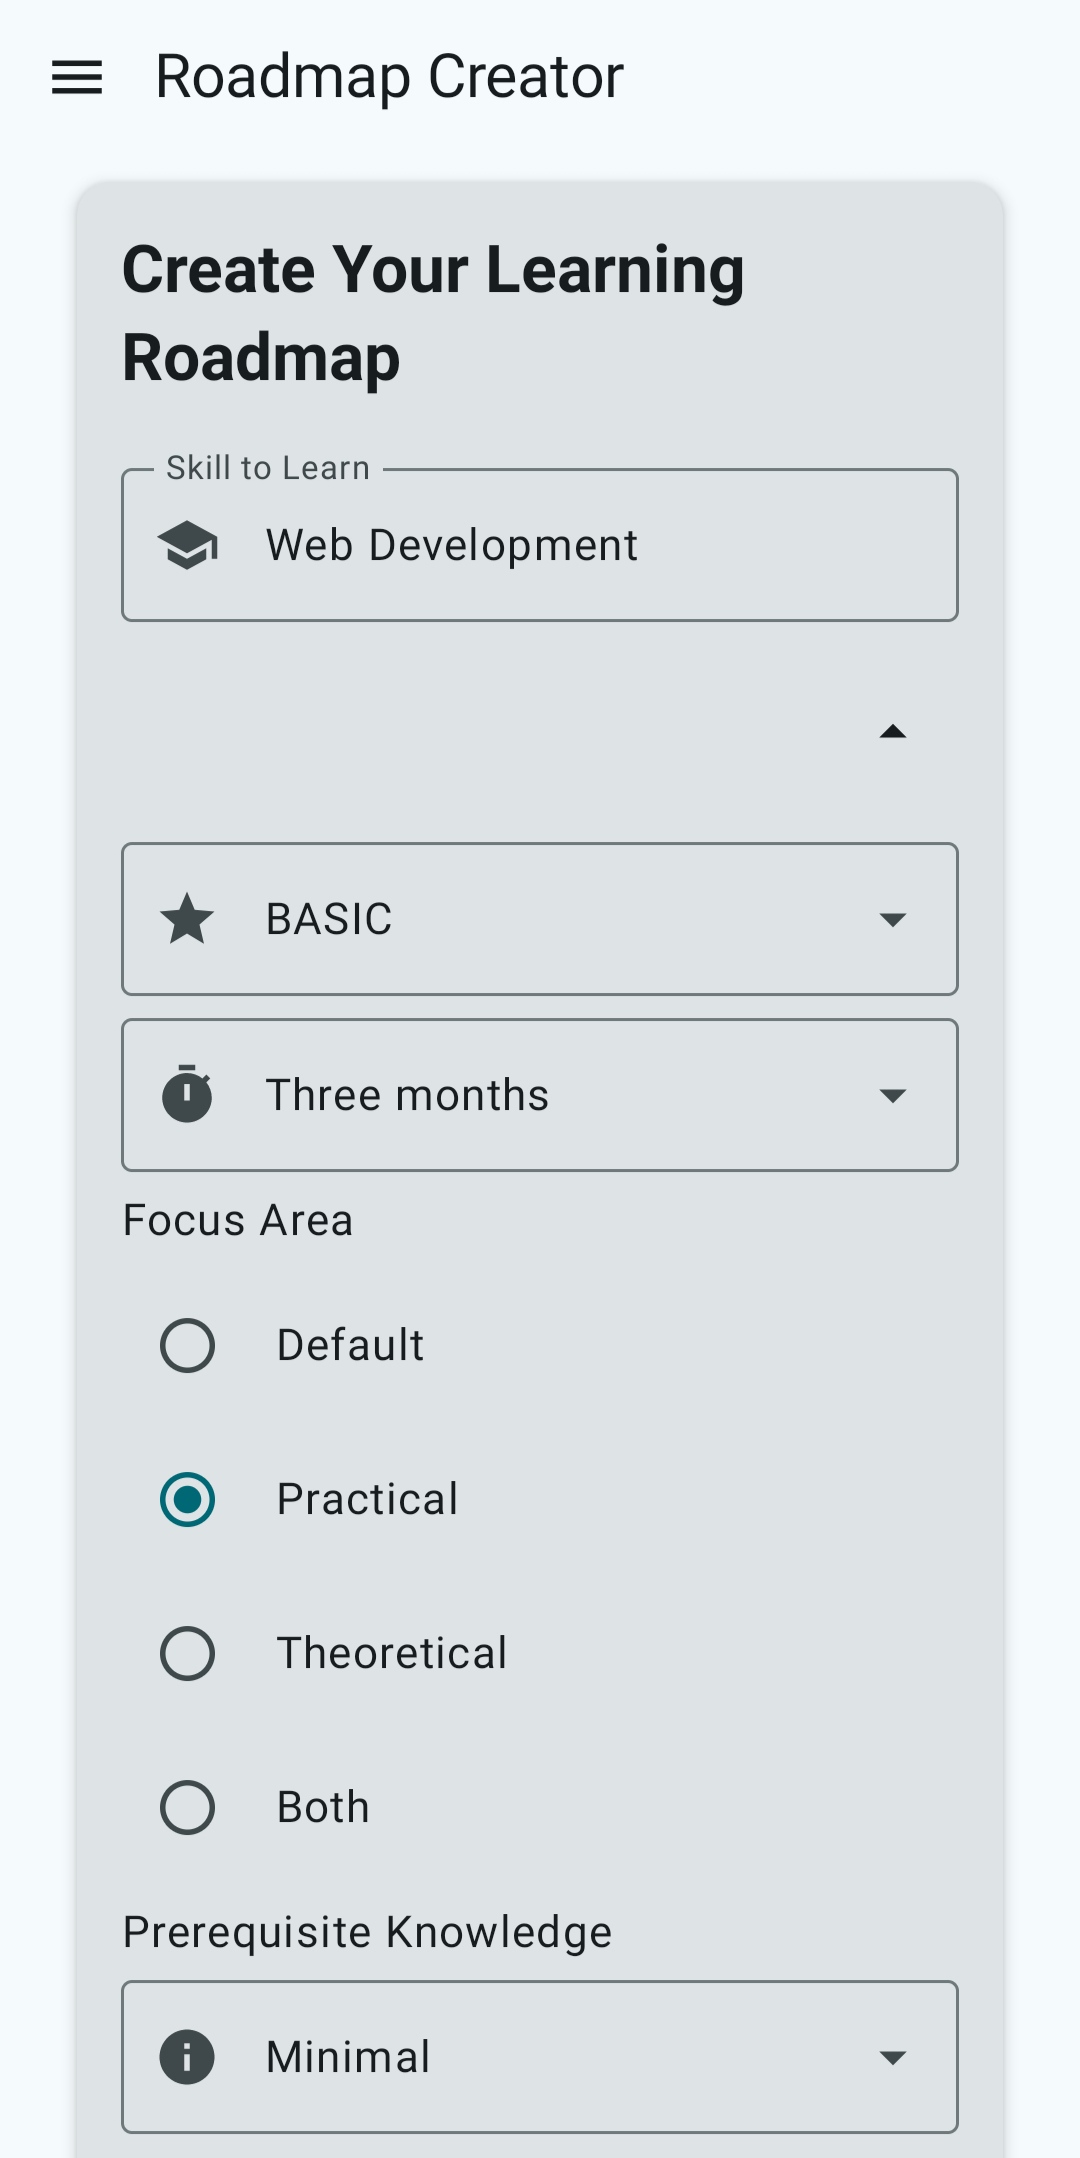 Roadmap Creator
Create Your Learning
Roadmap
Skill to Learn
Web Development
BASIC
Three months
Focus Area
Default
Practical
Theoretical
Both
Prerequisite Knowledge
Minimal